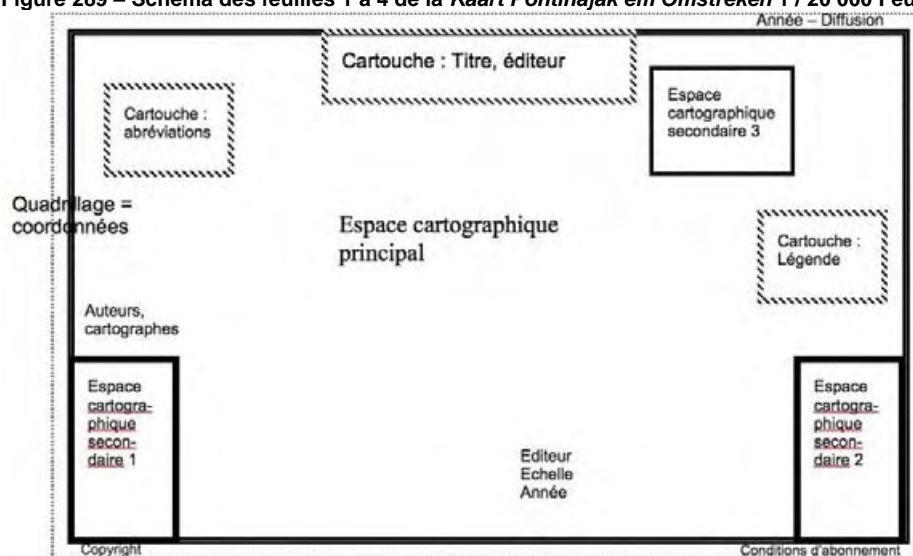 Figure 289 – Schéma des feuilles 1 à 4 de la Kaart Pontinajak em Omstreken 1 / 20 000
Année – Diffusion
Cartouche : Titre, éditeur
Espace
cartographique
secondaire 3
Cartouche :
abréviations
Quadrillage =
coordonnées
Espace cartographique
principal
Cartouche :
Légende
Auteurs,
cartographes
Espace
cartogra-
phique
secon-
daire 1
Espace
cartogra-
phique
secon-
daire 2
Editeur
Echelle
Année
Copyright
Conditions d'abonnement